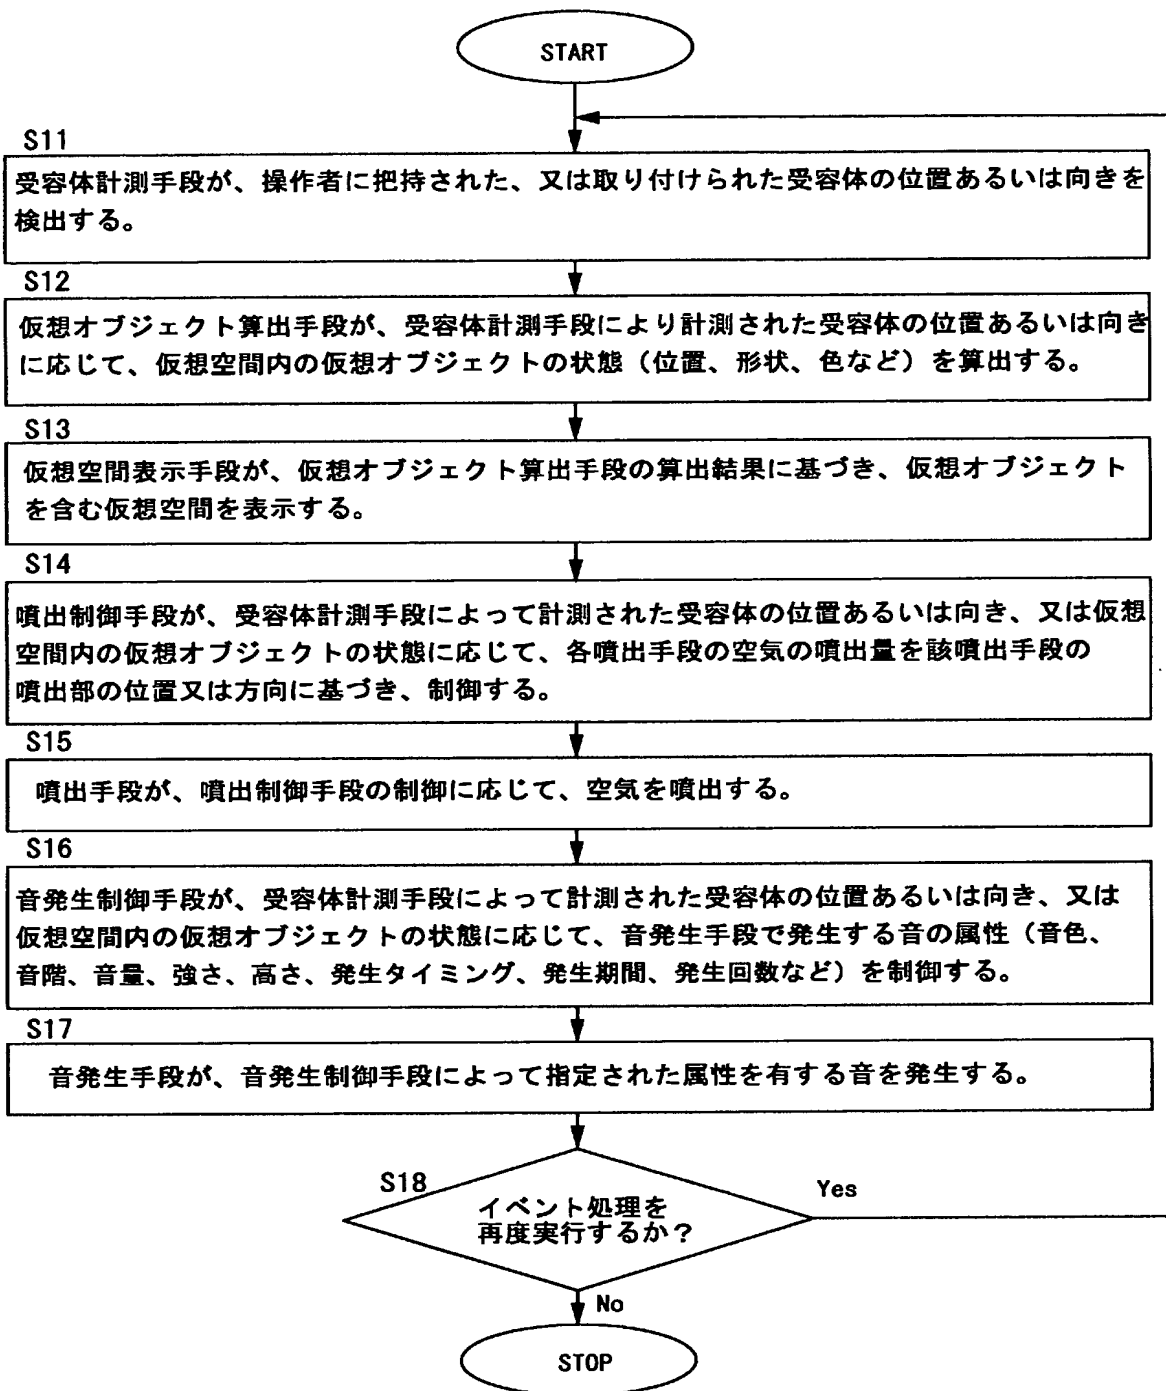 START
S11
受容体計測手段が、操作者に把持された、又は取り付けられた受容体の位置あるいは向きを
検出する。
S12
仮想オブジェクト算出手段が、受容体計測手段により計測された受容体の位置あるいは向き
に応じて、仮想空間内の仮想オブジェクトの状態（位置、形状、色など）を算出する。
S13
仮想空間表示手段が、仮想オブジェクト算出手段の算出結果に基づき、仮想オブジェクト
を含む仮想空間を表示する。
S14
噴出制御手段が、受容体計測手段によって計測された受容体の位置あるいは向き、又は仮想
空間内の仮想オブジェクトの状態に応じて、各噴出手段の空気の噴出量を該噴出手段の
噴出部の位置又は方向に基づき、制御する。
S15
噴出手段が、噴出制御手段の制御に応じて、空気を噴出する。
S16
音発生制御手段が、受容体計測手段によって計測された受容体の位置あるいは向き、又は
仮想空間内の仮想オブジェクトの状態に応じて、音発生手段で発生する音の属性（音色、
音階、音量、強さ、高さ、発生タイミング、発生期間、発生回数など）を制御する。
S17
音発生手段が、音発生制御手段によって指定された属性を有する音を発生する。
S18
イベント処理を
再度実行するか？
Yes
No
STOP